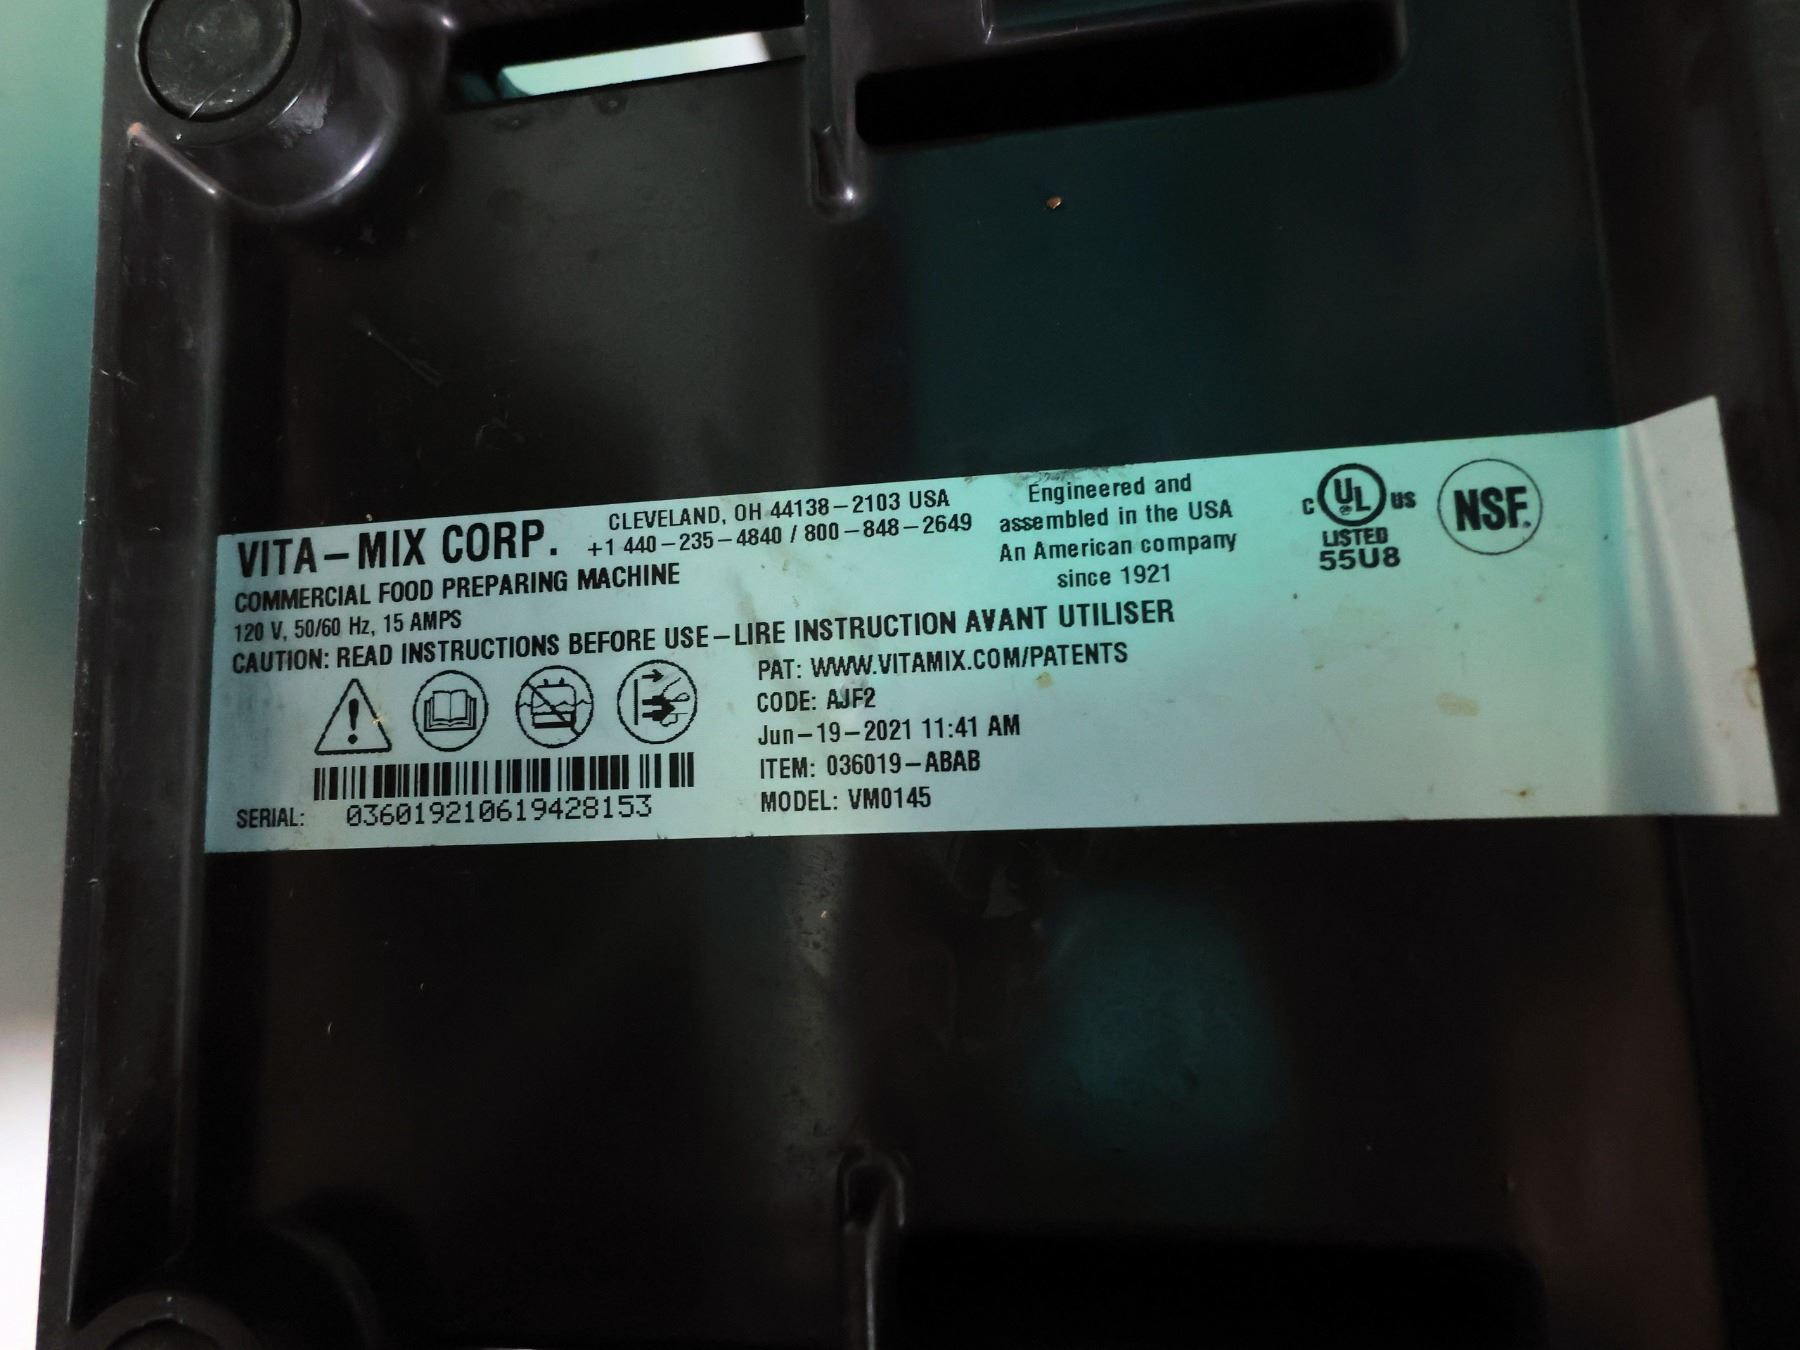 VITA-MIX CORP.
CLEVELAND, OH 44138-2103 USA
+1 440-235-4840 / 800-848-2649
Engineered and
assembled in the USA
An American company
since 1921
C UL US
LISTED
55U8
NSF.
COMMERCIAL FOOD PREPARING MACHINE
120 V, 50/60 Hz, 15 AMPS
CAUTION: READ INSTRUCTIONS BEFORE USE-LIRE INSTRUCTION AVANT UTILISER
PAT: WWW.VITAMIX.COM/PATENTS
CODE: AJF2
Jun-19-2021 11:41 AM
ITEM: 036019-ABAB
MODEL: VM0145
SERIAL: 036019210619428153